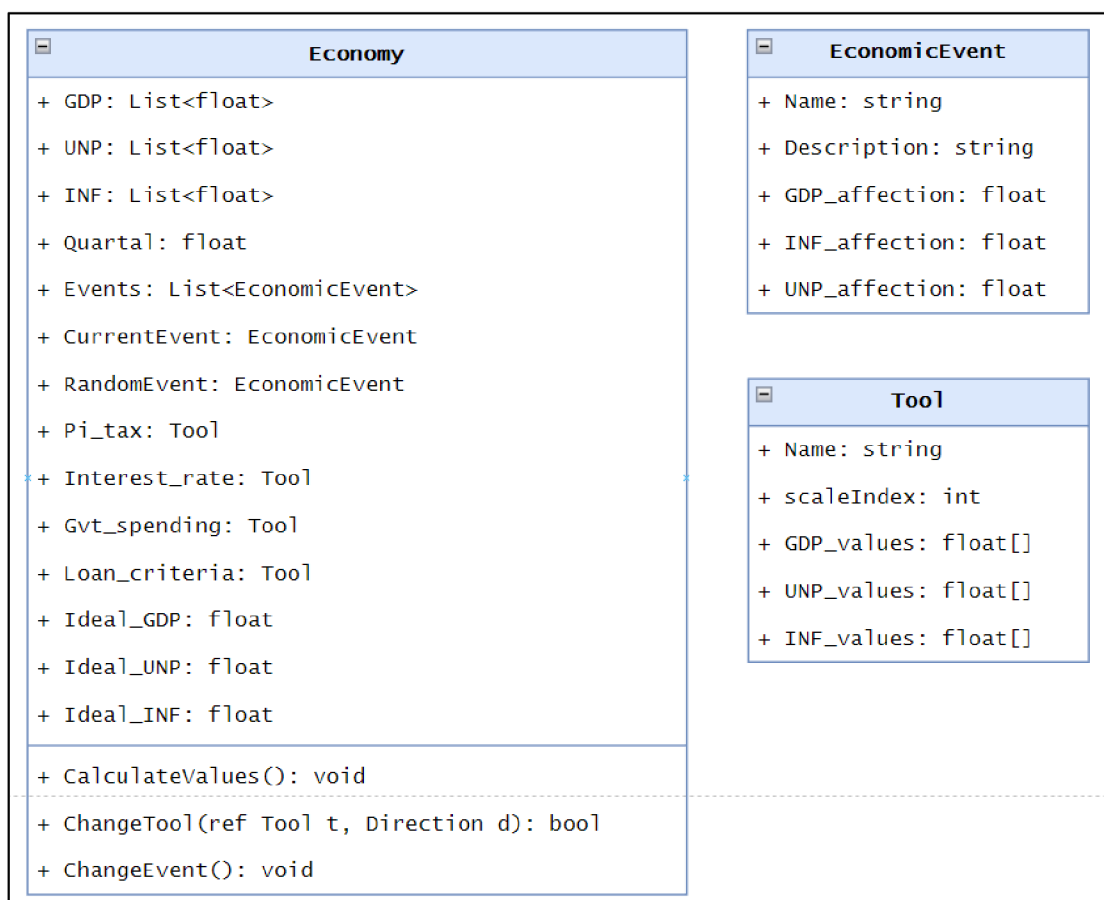 Economy
+ GDP: List<float>
+ UNP: List<float>
+ INF: List<float>
+ Quartal: float
+ Events: List<EconomicEvent>
+ CurrentEvent: EconomicEvent
+ RandomEvent: EconomicEvent
+ Pi_tax: Tool
+ Interest_rate: Tool
+ Gvt_spending: Tool
+ Loan_criteria: Tool
+ Ideal_GDP: float
+ Ideal_UNP: float
+ Ideal_INF: float
+ CalculateValues(): void
+ ChangeTool(ref Tool t, Direction d): bool
+ ChangeEvent(): void
EconomicEvent
+ Name: string
+ Description: string
+ GDP_affection: float
+ INF_affection: float
+ UNP_affection: float
Tool
+ Name: string
+ scaleIndex: int
+ GDP_values: float[]
+ UNP_values: float[]
+ INF_values: float[]